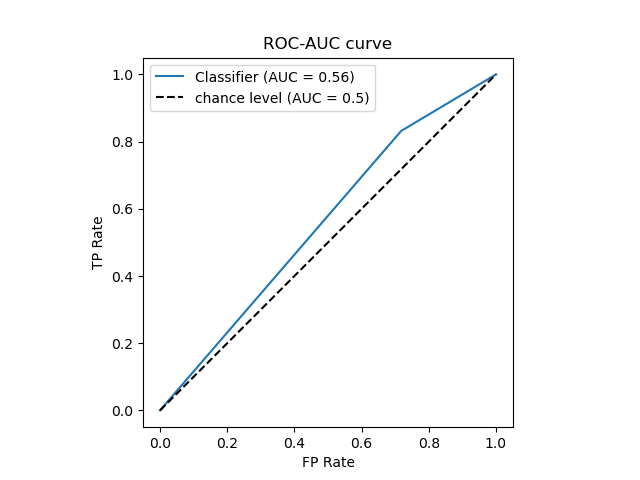 ROC-AUC curve
Classifier (AUC = 0.56)
chance level (AUC = 0.5)
1.0
0.8
0.6
0.4
0.2
0.0
TP Rate
0.0 0.2 0.4 0.6 0.8 1.0
FP Rate